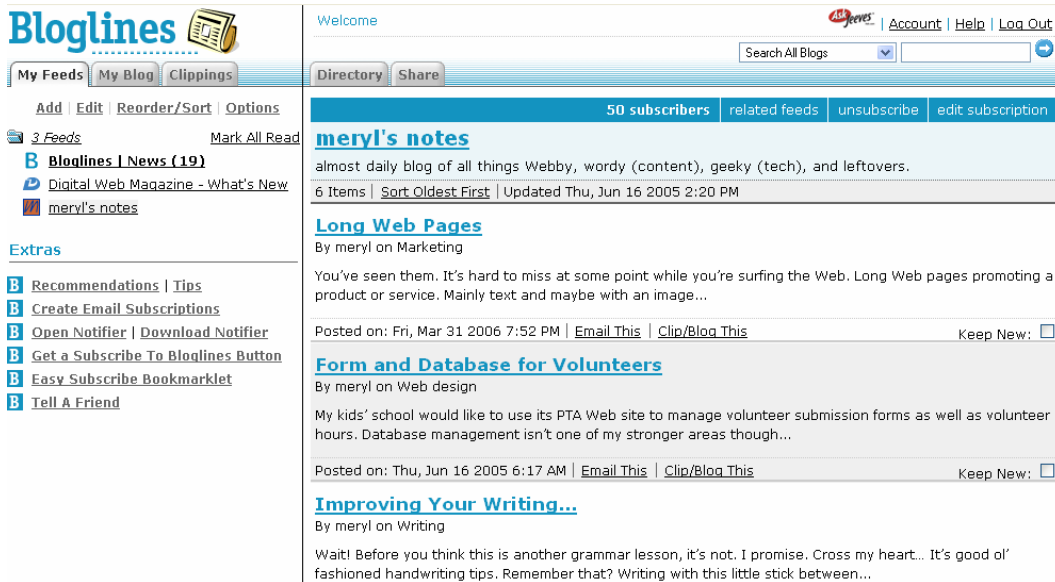 Bloglines
Welcome
Ask Jeeves | Account | Help | Log Out
Search All Blogs
My Feeds My Blog Clippings
Directory Share
Add | Edit | Reorder/Sort | Options
3 Feeds Mark All Read
Bloglines | News (19)
Digital Web Magazine - What's New
meryl's notes
Extras
Recommendations | Tips
Create Email Subscriptions
Open Notifier | Download Notifier
Get a Subscribe To Bloglines Button
Easy Subscribe Bookmarklet
Tell A Friend
50 subscribers | related feeds | unsubscribe | edit subscription
meryl's notes
almost daily blog of all things Webby, wordy (content), geeky (tech), and leftovers.
6 Items | Sort Oldest First | Updated Thu, Jun 16 2005 2:20 PM
Long Web Pages
By meryl on Marketing
You've seen them. It's hard to miss at some point while you're surfing the Web. Long Web pages promoting a
product or service. Mainly text and maybe with an image...
Posted on: Fri, Mar 31 2006 7:52 PM | Email This | Clip/Blog This Keep New:
Form and Database for Volunteers
By meryl on Web design
My kids' school would like to use its PTA Web site to manage volunteer submission forms as well as volunteer
hours. Database management isn't one of my stronger areas though...
Posted on: Thu, Jun 16 2005 6:17 AM | Email This | Clip/Blog This Keep New:
Improving Your Writing...
By meryl on Writing
Wait! Before you think this is another grammar lesson, it's not. I promise. Cross my heart... It's good ol'
fashioned handwriting tips. Remember that? Writing with this little stick between...